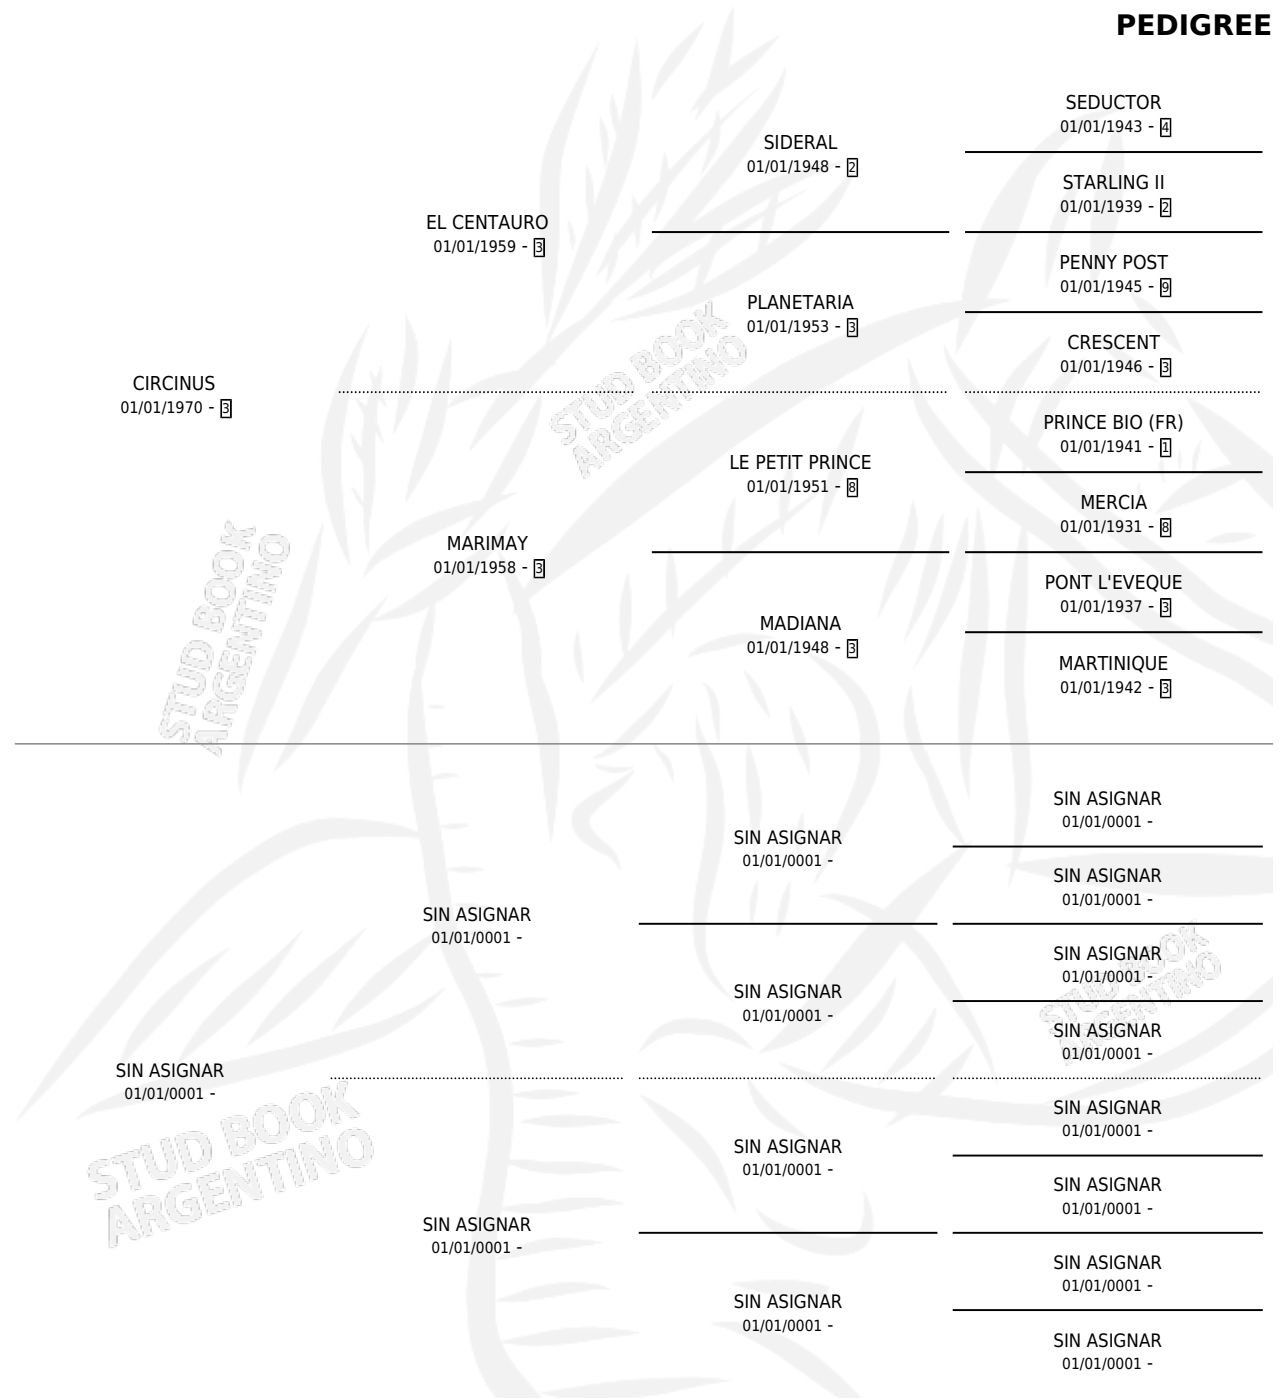 PEDIGREE
SEDUCTOR
01/01/1943 - 4
SIDERAL
01/01/1948 - 2
STARLING II
01/01/1939 - 2
EL CENTAURO
01/01/1959 - 3
PENNY POST
01/01/1945 - 9
PLANETARIA
01/01/1953 - 3
CRESCENT
01/01/1946 - 3
CIRCINUS
01/01/1970 - 3
PRINCE BIO (FR)
01/01/1941 - 1
LE PETIT PRINCE
01/01/1951 - 8
MERCIA
01/01/1931 - 8
MARIMAY
01/01/1958 - 3
PONT L'EVEQUE
01/01/1937 - 3
MADIANA
01/01/1948 - 3
MARTINIQUE
01/01/1942 - 3
STUD BOOK
ARGENTINO
STUD BOOK
ARGENTINO
SIN ASIGNAR
01/01/0001 -
SIN ASIGNAR
01/01/0001 -
SIN ASIGNAR
01/01/0001 -
SIN ASIGNAR
01/01/0001 -
SIN ASIGNAR
01/01/0001 -
SIN ASIGNAR
01/01/0001 -
SIN ASIGNAR
01/01/0001 -
SIN ASIGNAR
01/01/0001 -
SIN ASIGNAR
01/01/0001 -
SIN ASIGNAR
01/01/0001 -
SIN ASIGNAR
01/01/0001 -
SIN ASIGNAR
01/01/0001 -
SIN ASIGNAR
01/01/0001 -
SIN ASIGNAR
01/01/0001 -
SIN ASIGNAR
01/01/0001 -
STUD BOOK
ARGENTINO
STUD BOOK
ARGENTINO